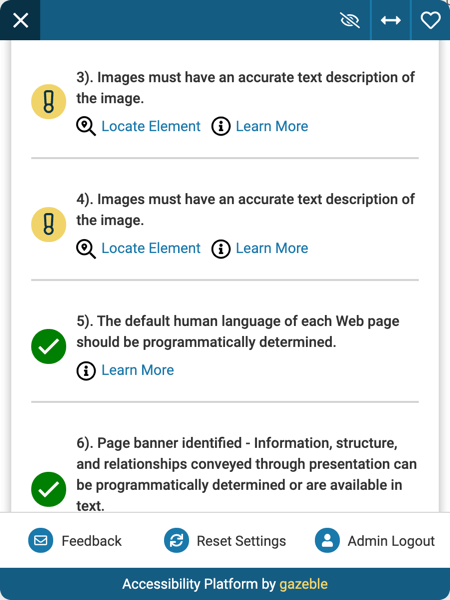 3). Images must have an accurate text description of
the image.
Locate Element Learn More
4). Images must have an accurate text description of
the image.
Locate Element Learn More
5). The default human language of each Web page
should be programmatically determined.
Learn More
6). Page banner identified - Information, structure,
and relationships conveyed through presentation can
be programmatically determined or are available in
text.
Feedback Reset Settings Admin Logout
Accessibility Platform by gazeble